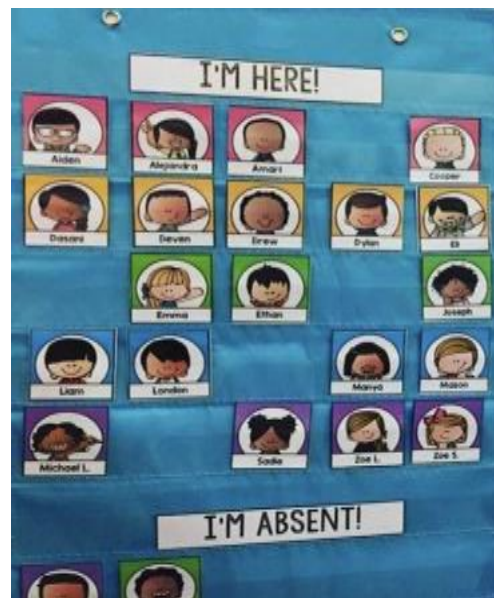 I'M HERE!
Aiden Alejandra Amari Cooper
Dasani Deven Drew Dylan Eli
Emma Ethan Joseph
Liam London Manya Mason
Michael L. Sadie Zoe L. Zoe S.
I'M ABSENT!